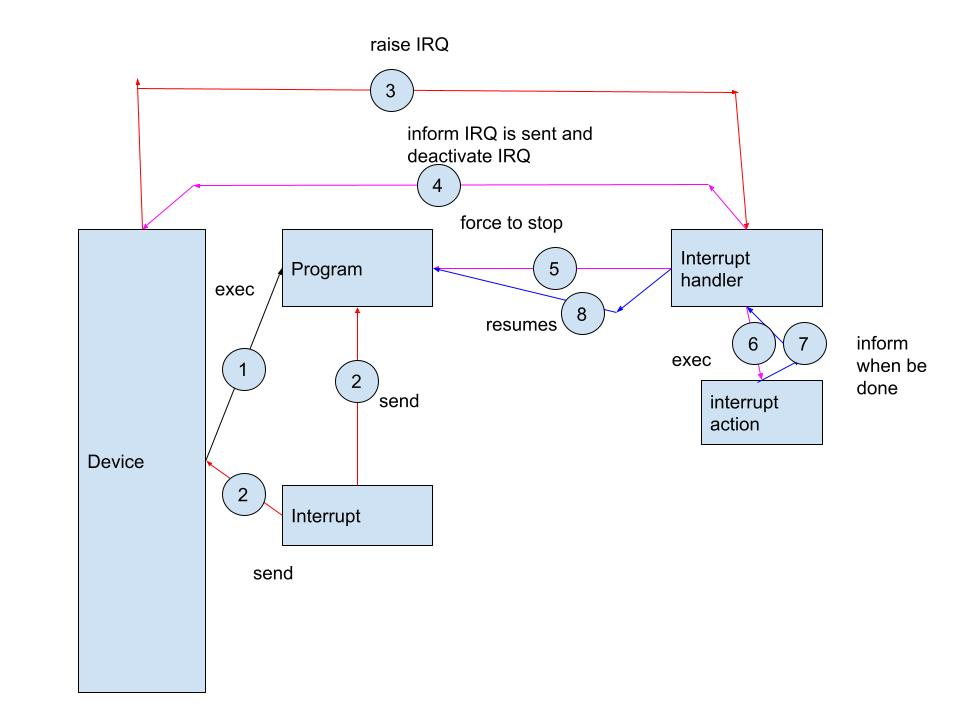 raise IRQ
3
inform IRQ is sent and
deactivate IRQ
4
force to stop
Program
5
Interrupt
handler
exec
8
resumes
1
2
send
6
7
exec
inform
when be
done
interrupt
action
Device
2
Interrupt
send